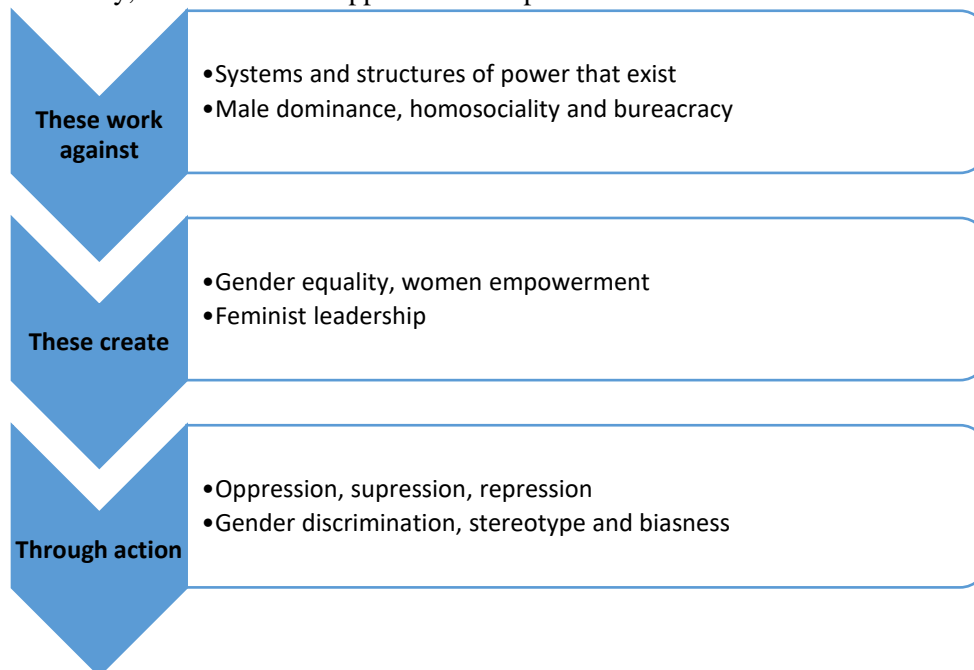 •Systems and structures of power that exist
•Male dominance, homosociality and bureacracy
These work
against
•Gender equality, women empowerment
•Feminist leadership
These create
•Oppression, supression, repression
•Gender discrimination, stereotype and biasness
Through action